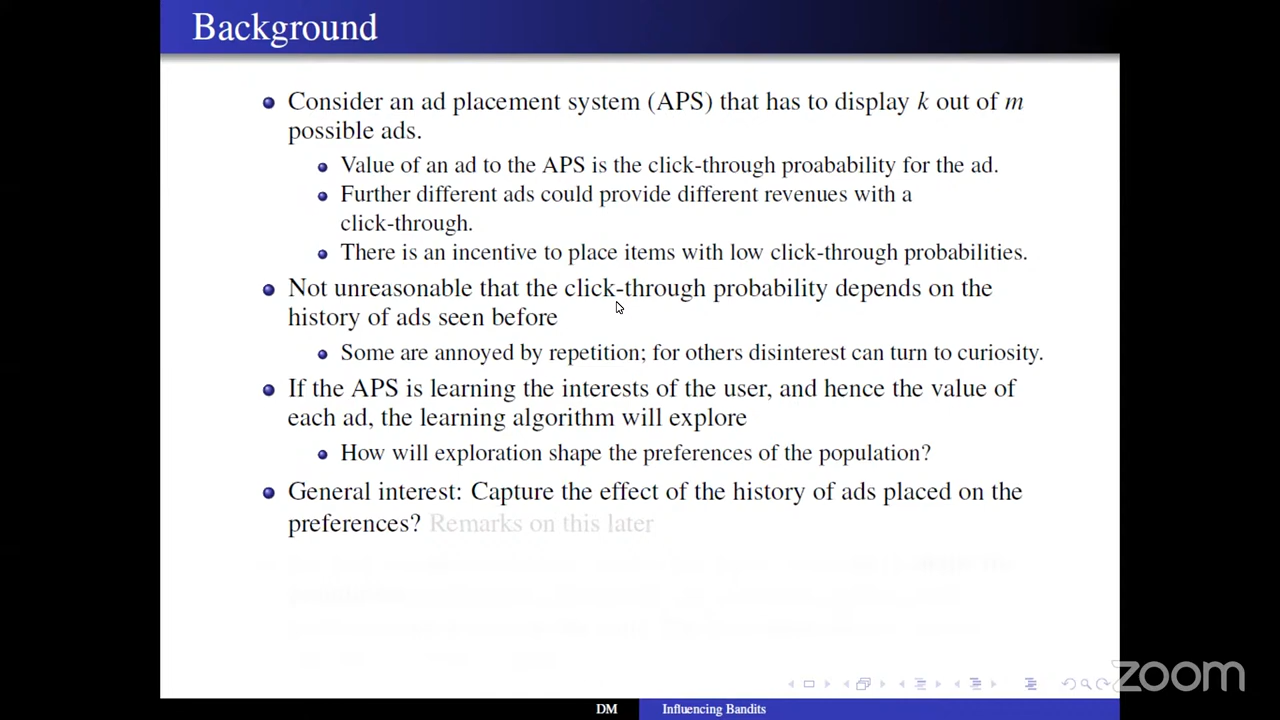 Background
Consider an ad placement system (APS) that has to display k out of m
possible ads.
Value of an ad to the APS is the click-through proabability for the ad.
Further different ads could provide different revenues with a
click-through.
There is an incentive to place items with low click-through probabilities.
Not unreasonable that the click-through probability depends on the
history of ads seen before
Some are annoyed by repetition; for others disinterest can turn to curiosity.
If the APS is learning the interests of the user, and hence the value of
each ad, the learning algorithm will explore
How will exploration shape the preferences of the population?
General interest: Capture the effect of the history of ads placed on the
preferences? Remarks on this later
zoom
DM Influencing Bandits